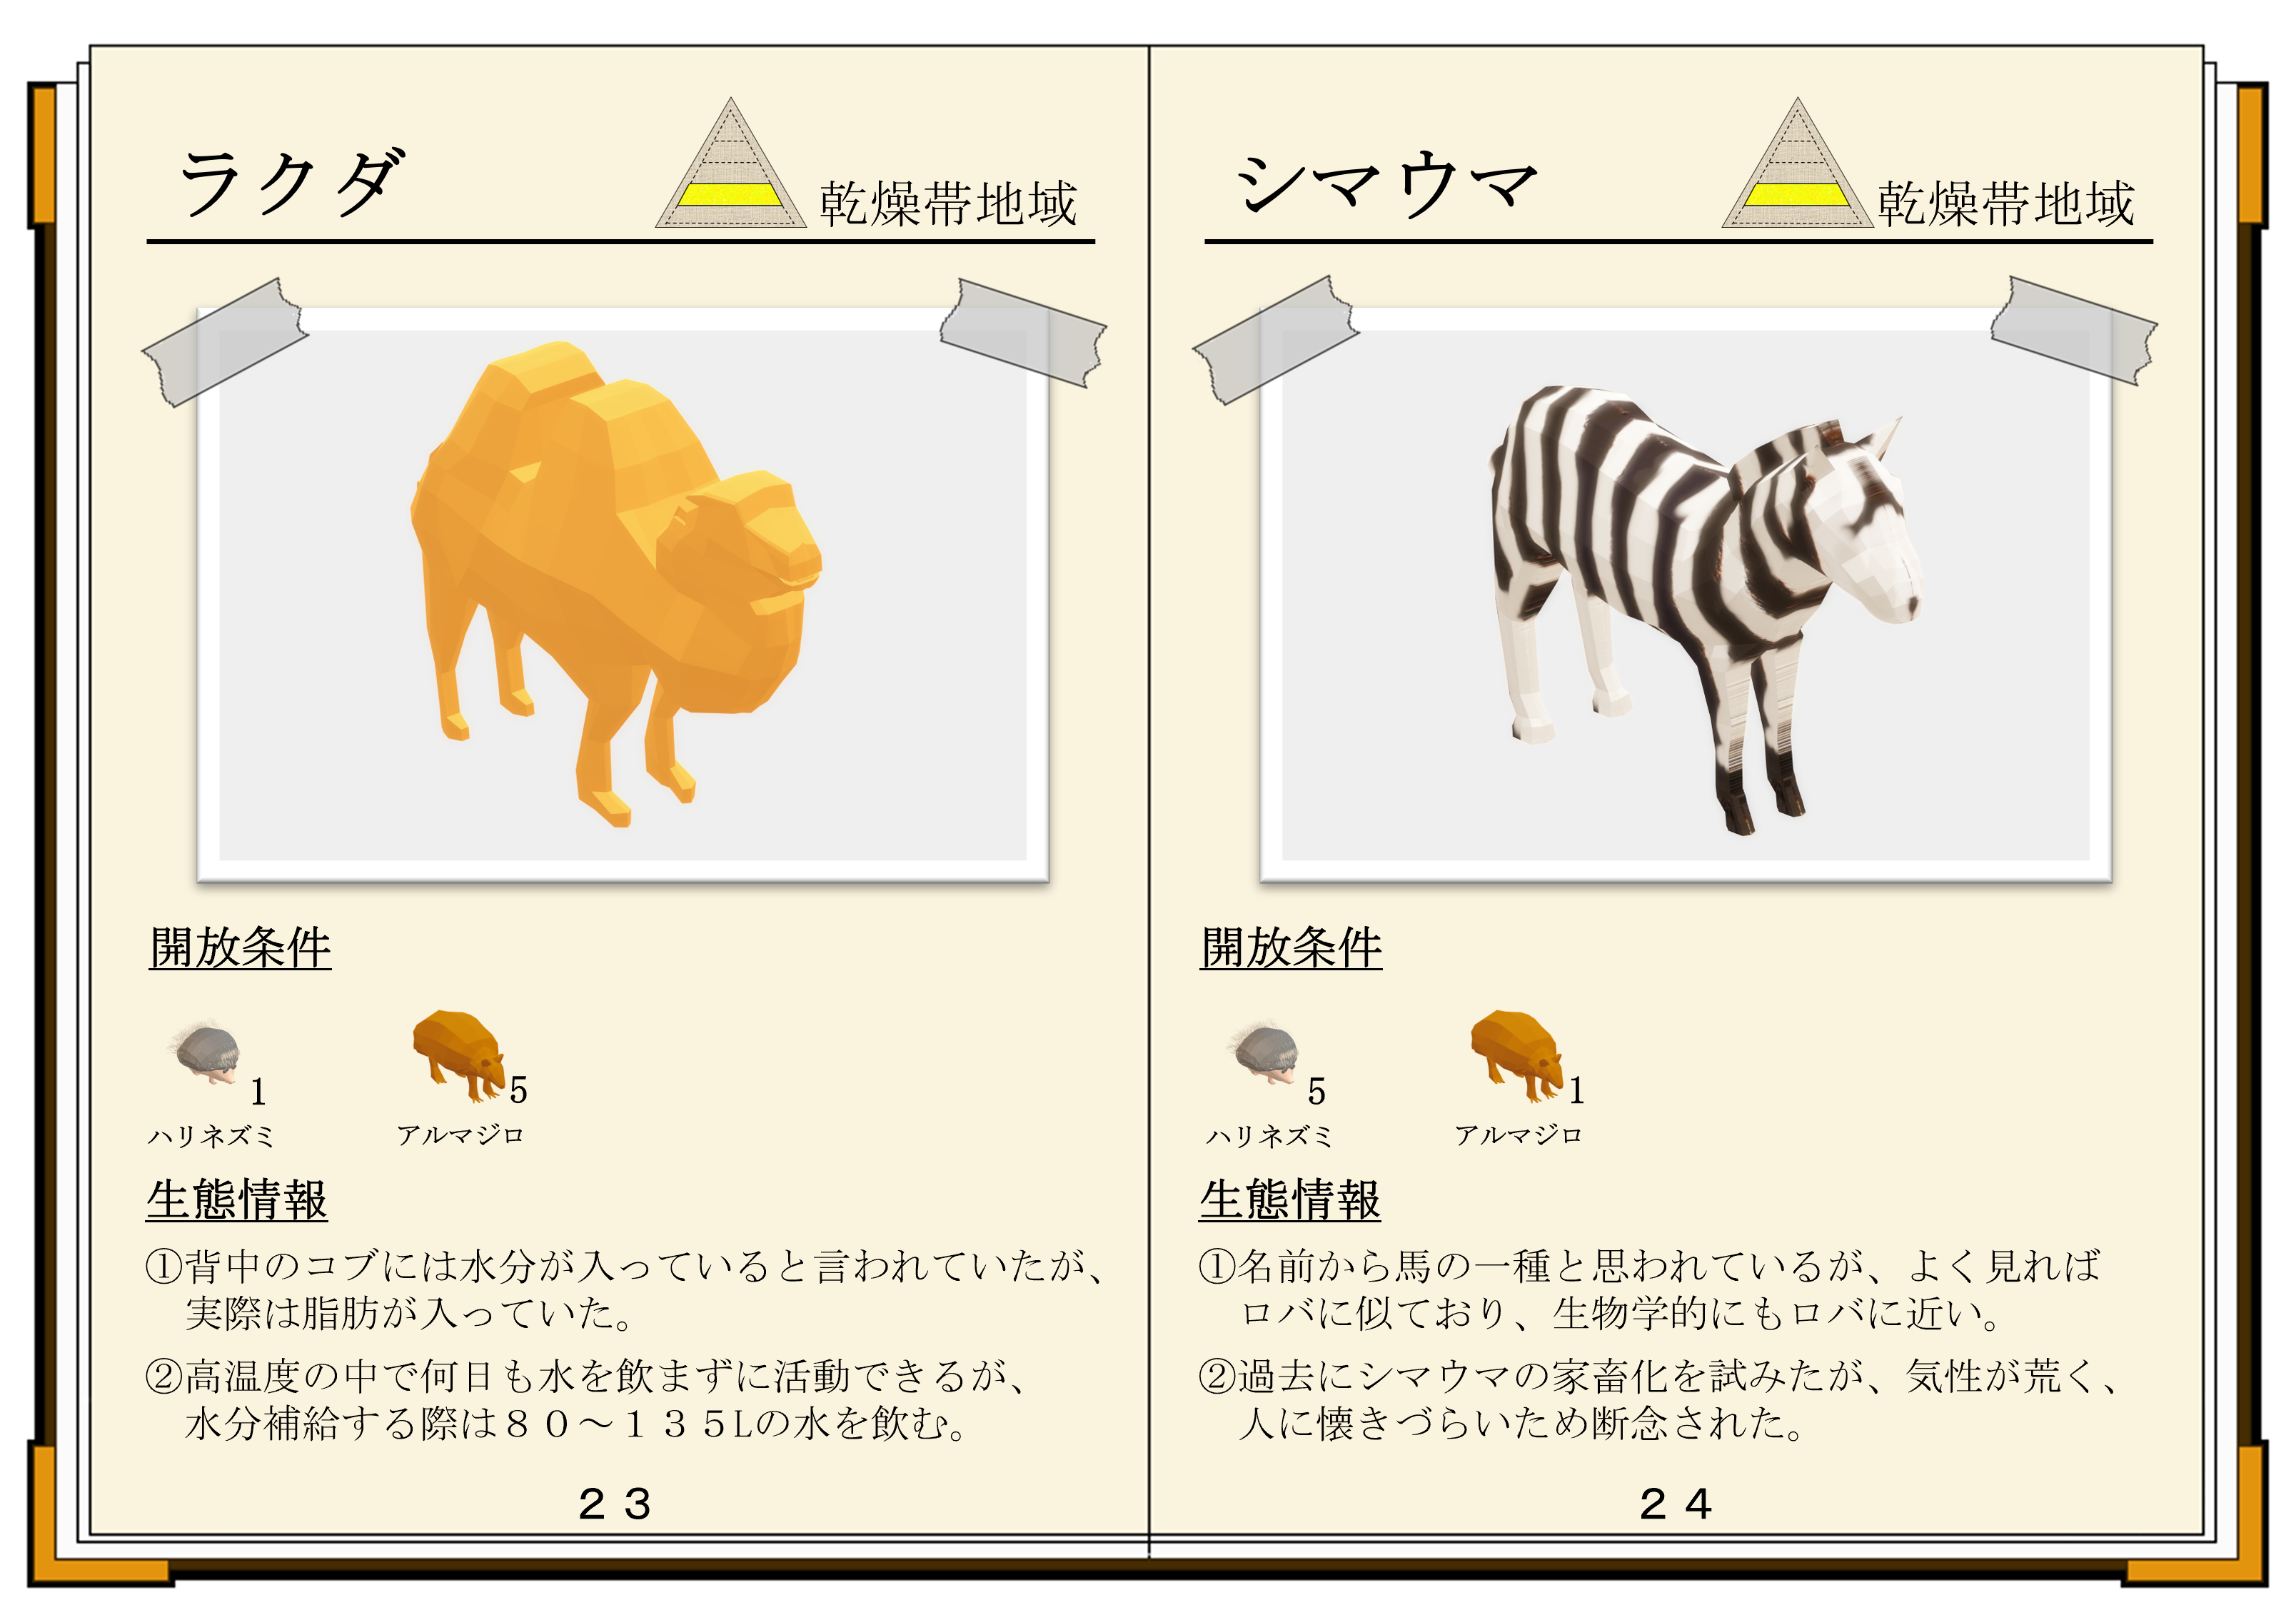 ラクダ
乾燥帯地域
開放条件
1
5
ハリネズミ
アルマジロ
生態情報
①背中のコブには水分が入っていると言われていたが、
実際は脂肪が入っていた。
②高温度の中で何日も水を飲まずに活動できるが、
水分補給する際は８０～１３５Lの水を飲む。
２３
シマウマ
乾燥帯地域
開放条件
5
1
ハリネズミ
アルマジロ
生態情報
①名前から馬の一種と思われているが、よく見れば
ロバに似ており、生物学的にもロバに近い。
②過去にシマウマの家畜化を試みたが、気性が荒く、
人に懐きづらいため断念された。
２４